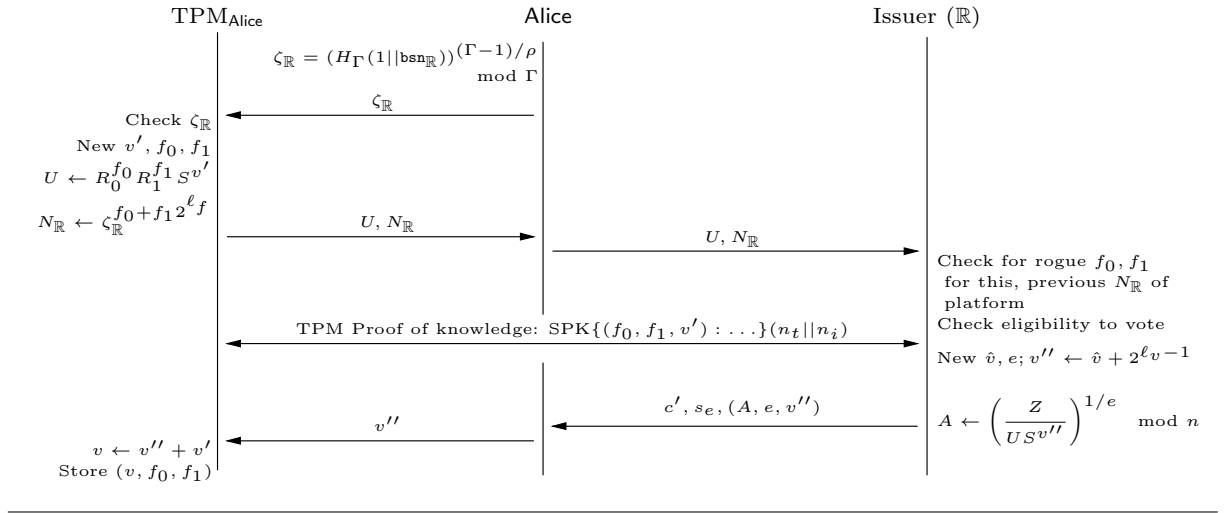 TPM_Alice Alice Issuer (ℝ)
ζ_ℝ = (H_Γ(1||bsn_ℝ))^(Γ−1)/ρ
mod Γ
ζ_ℝ
Check ζ_ℝ
New v′, f_0, f_1
U ← R_0^{f_0} R_1^{f_1} S^{v′}
N_ℝ ← ζ_ℝ^{f_0+f_1 2^{ℓ_f}}
U, N_ℝ
U, N_ℝ
Check for rogue f_0, f_1
for this, previous N_ℝ of
platform
TPM Proof of knowledge: SPK{(f_0, f_1, v′) : . . .}(n_t||n_i)
Check eligibility to vote
New v̂, e; v′′ ← v̂ + 2^{ℓ_v−1}
c′, s_e, (A, e, v′′)
A ← (Z / US^{v′′})^{1/e} mod n
v′′
v ← v′′ + v′
Store (v, f_0, f_1)